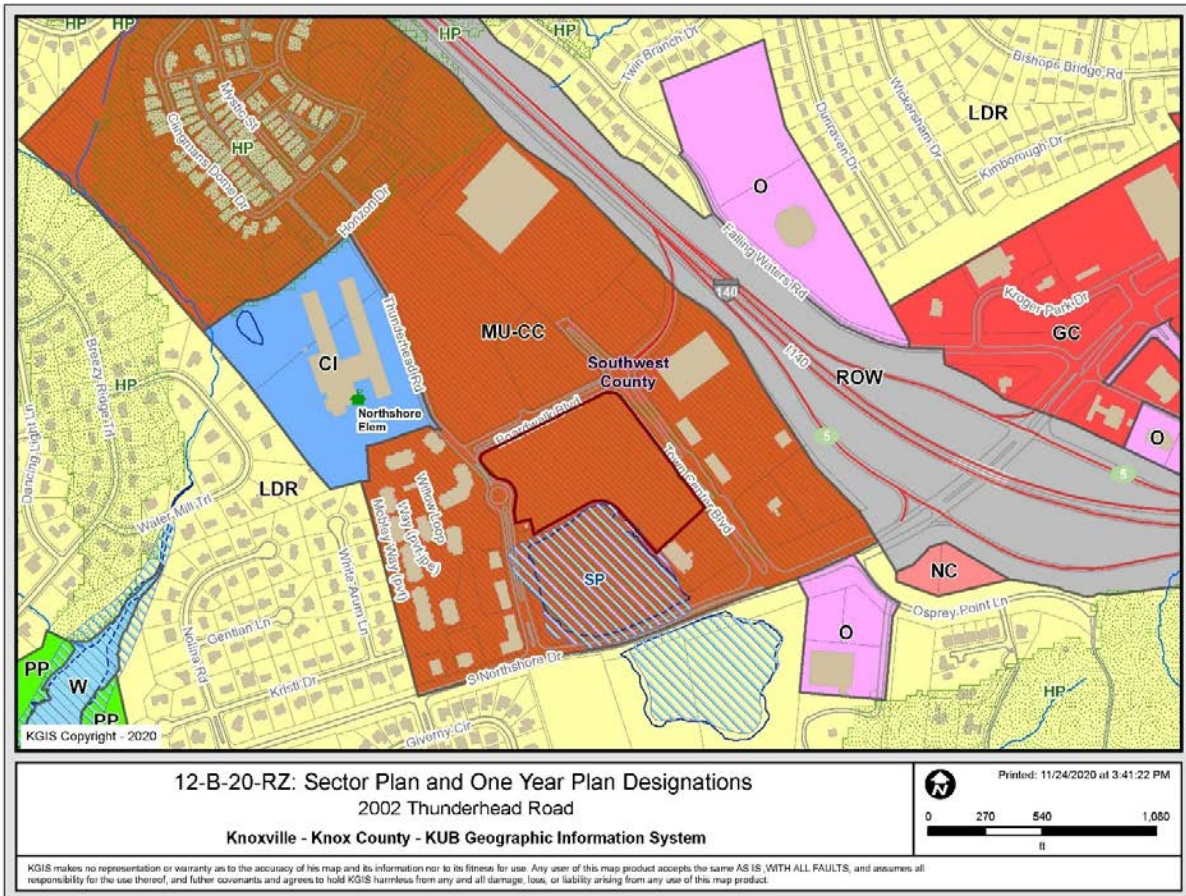 HP
HP
HP
HP
Twin Branch Dr
Bishops Bridge Rd
Wickersham Dr
LDR
Dunraven Dr
Kimborough Dr
Mystic St
HP
Clingmans Dome Dr
Horizon Dr
O
Falling Waters Rd
140
Kroger Park Dr
GC
Thunderhead Rd
MU-CC
CI
Southwest
County
I 140
ROW
Breezy Ridge Trl
HP
Northshore
Elem
Boardwalk Blvd
5
O
5
Dancing Light Ln
LDR
Water Mill Trl
Willow Loop
Way (pvt-jpe)
Mobley Way (pvt)
Town Center Blvd
White Arum Ln
SP
NC
Osprey Point Ln
Gentian Ln
Nolina Rd
O
PP
W
PP
Kristi Dr
S Northshore Dr
HP
Giverny Cir
KGIS Copyright - 2020
12-B-20-RZ: Sector Plan and One Year Plan Designations
2002 Thunderhead Road
Knoxville - Knox County - KUB Geographic Information System
N
Printed: 11/24/2020 at 3:41:22 PM
0 270 540 1,080
ft
KGIS makes no representation or warranty as to the accuracy of his map and its information nor to its fitness for use. Any user of this map product accepts the same AS IS ,WITH ALL FAULTS, and assumes all
responsibility for the use thereof, and futher covenants and agrees to hold KGIS harmless from any and all damage, loss, or liability arising from any use of this map product.